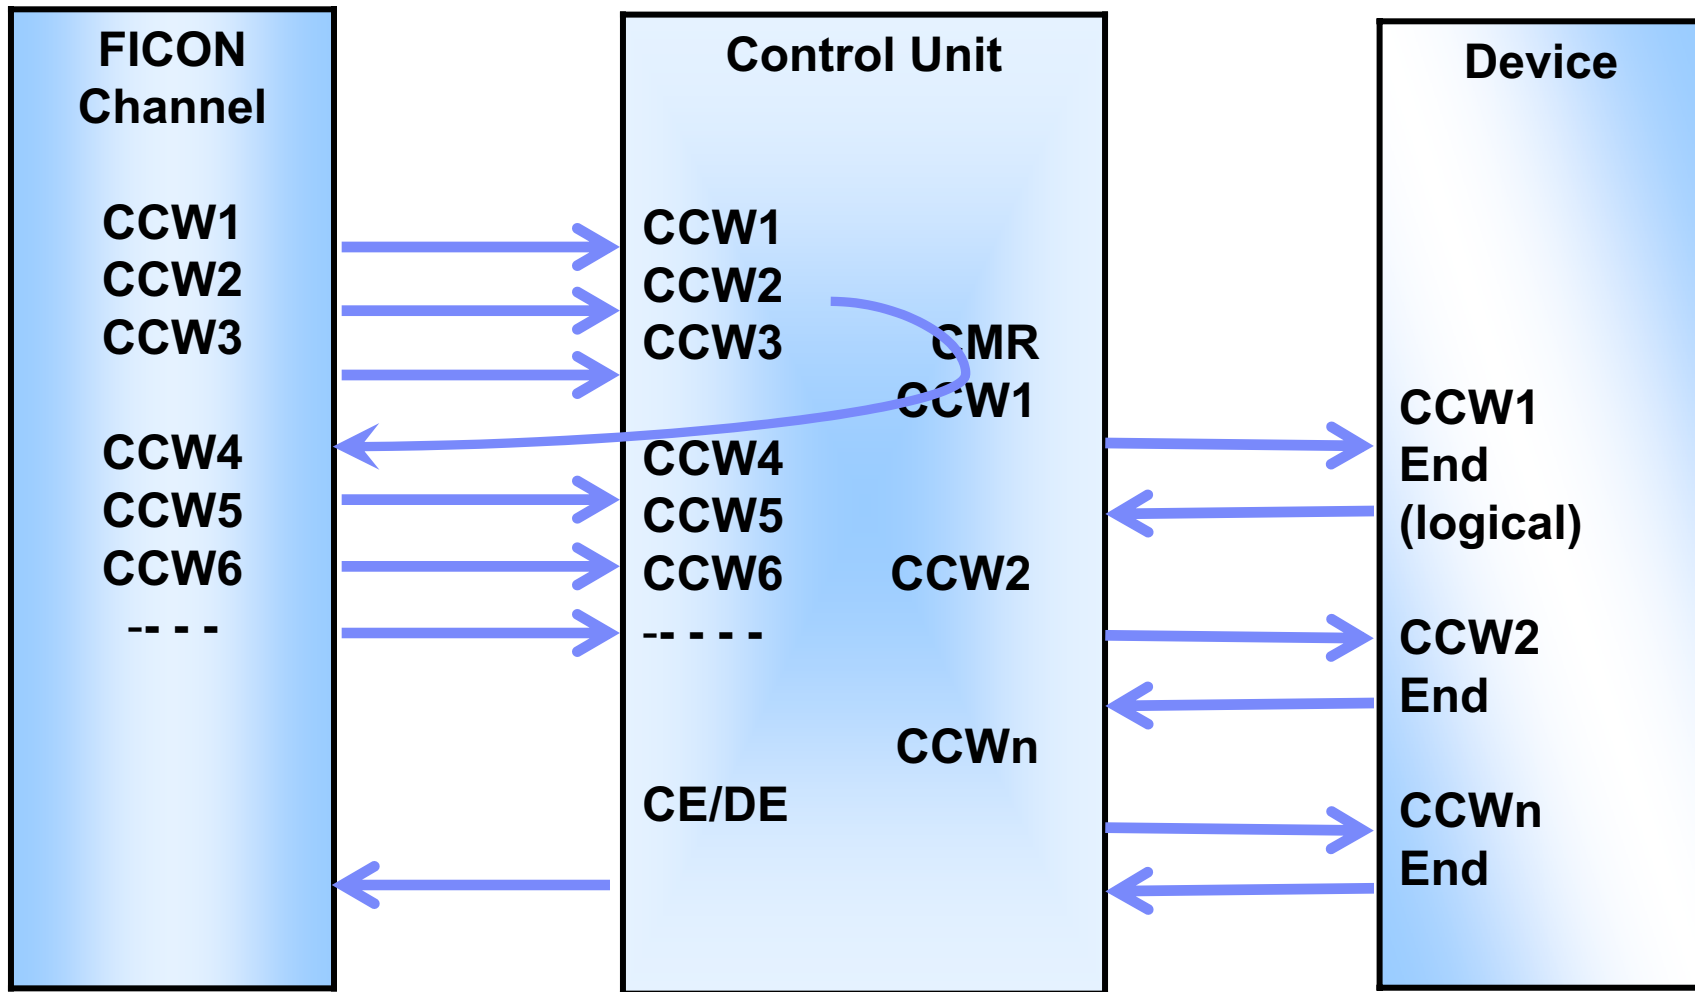 FICON
Channel
CCW1
CCW2
CCW3
CCW4
CCW5
CCW6
-- - -
Control Unit
CCW1
CCW2
CCW3
CMR
CCW1
CCW4
CCW5
CCW6
CCW2
-- - - -
CCWn
CE/DE
Device
CCW1
End
(logical)
CCW2
End
CCWn
End